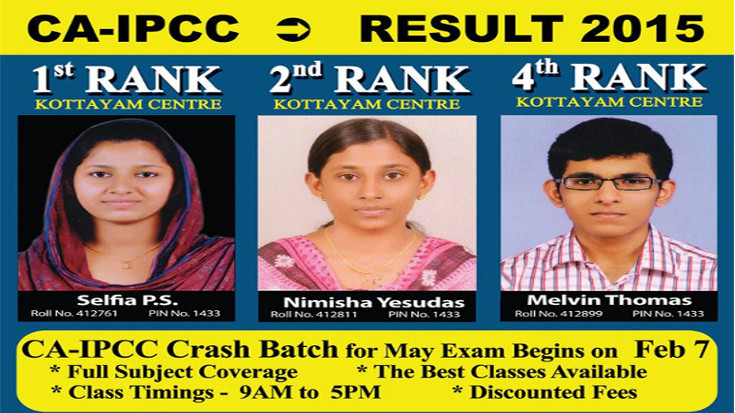 CA-IPCC ➲ RESULT 2015
1st RANK
KOTTAYAM CENTRE
Selfia P.S.
Roll No. 412761 PIN No. 1433
2nd RANK
KOTTAYAM CENTRE
Nimisha Yesudas
Roll No. 412811 PIN No. 1433
4th RANK
KOTTAYAM CENTRE
Melvin Thomas
Roll No. 412899 PIN No. 1433
CA-IPCC Crash Batch for May Exam Begins on Feb 7
* Full Subject Coverage * The Best Classes Available
* Class Timings - 9AM to 5PM * Discounted Fees